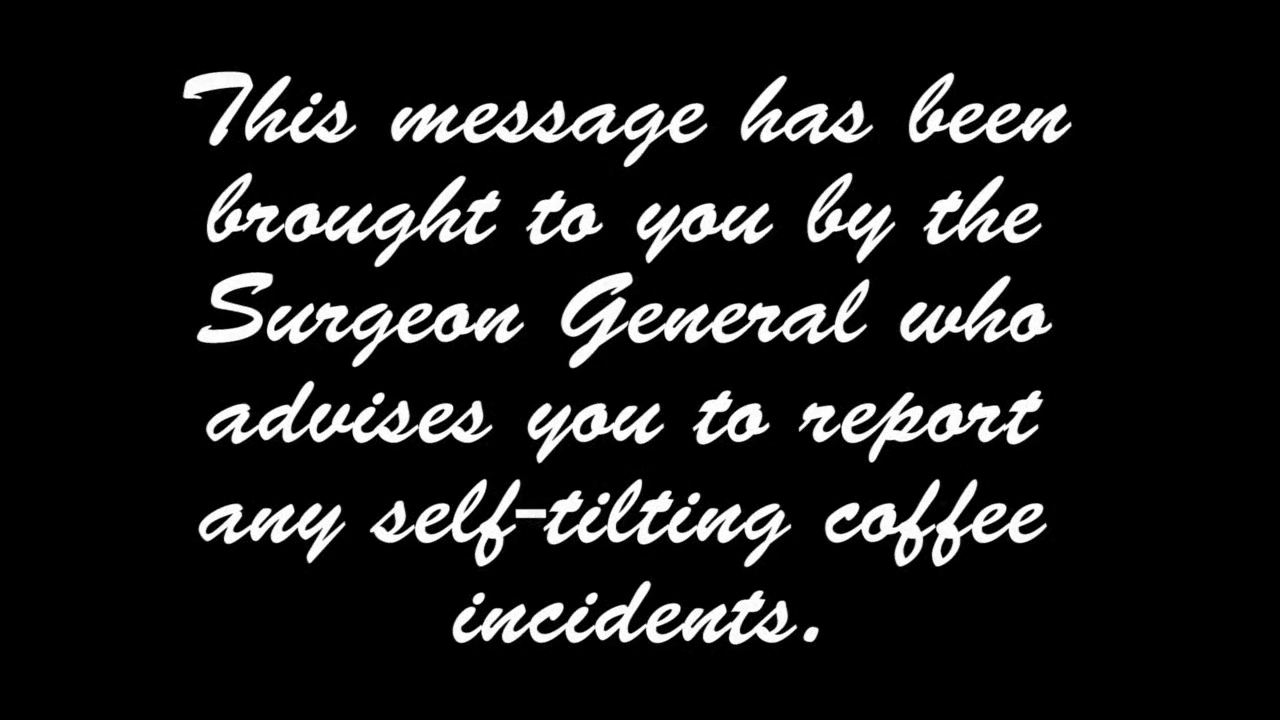 This message has been
brought to you by the
Surgeon General who
advises you to report
any self-tilting coffee
incidents.